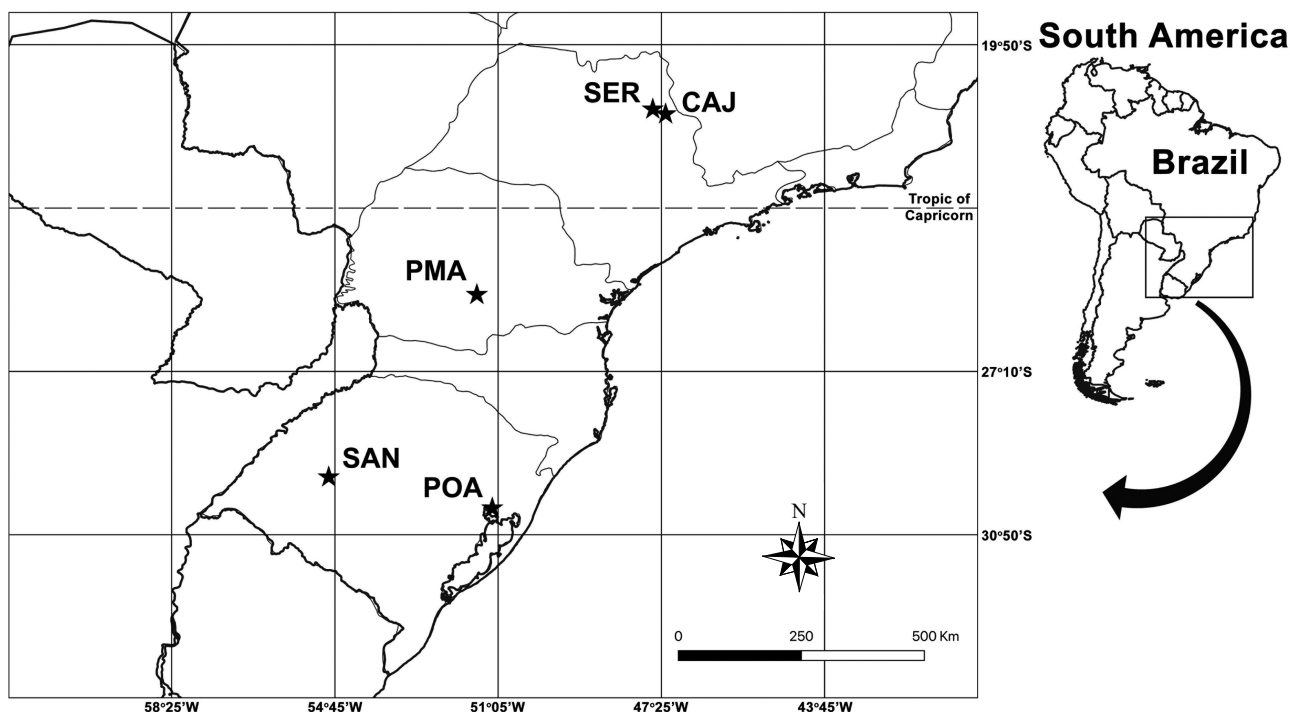 South America
19°50'S
SER
CAJ
Brazil
Tropic of
Capricorn
PMA
27°10'S
SAN
POA
N
30°50'S
0
250
500 Km
58°25'W
54°45'W
51°05'W
47°25'W
43°45'W